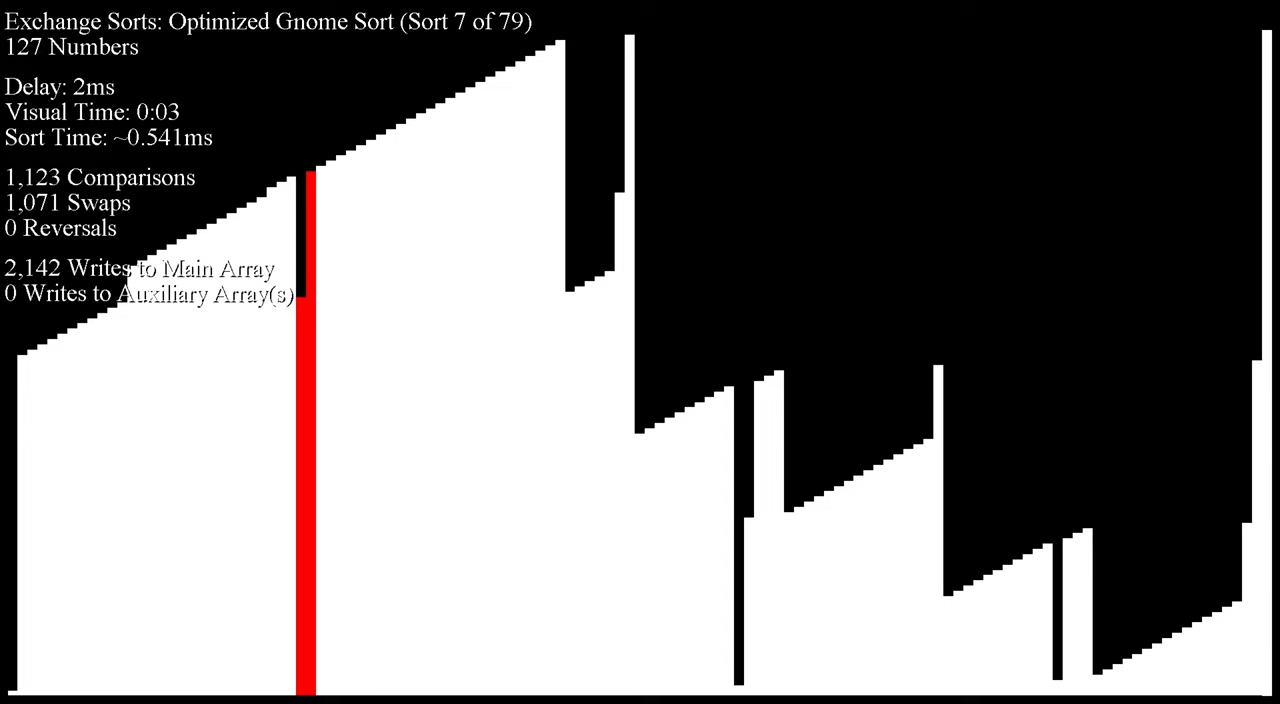 Exchange Sorts: Optimized Gnome Sort (Sort 7 of 79)
127 Numbers
Delay: 2ms
Visual Time: 0:03
Sort Time: ~0.541ms
1,123 Comparisons
1,071 Swaps
0 Reversals
2,142 Writes to Main Array
0 Writes to Auxiliary Array(s)